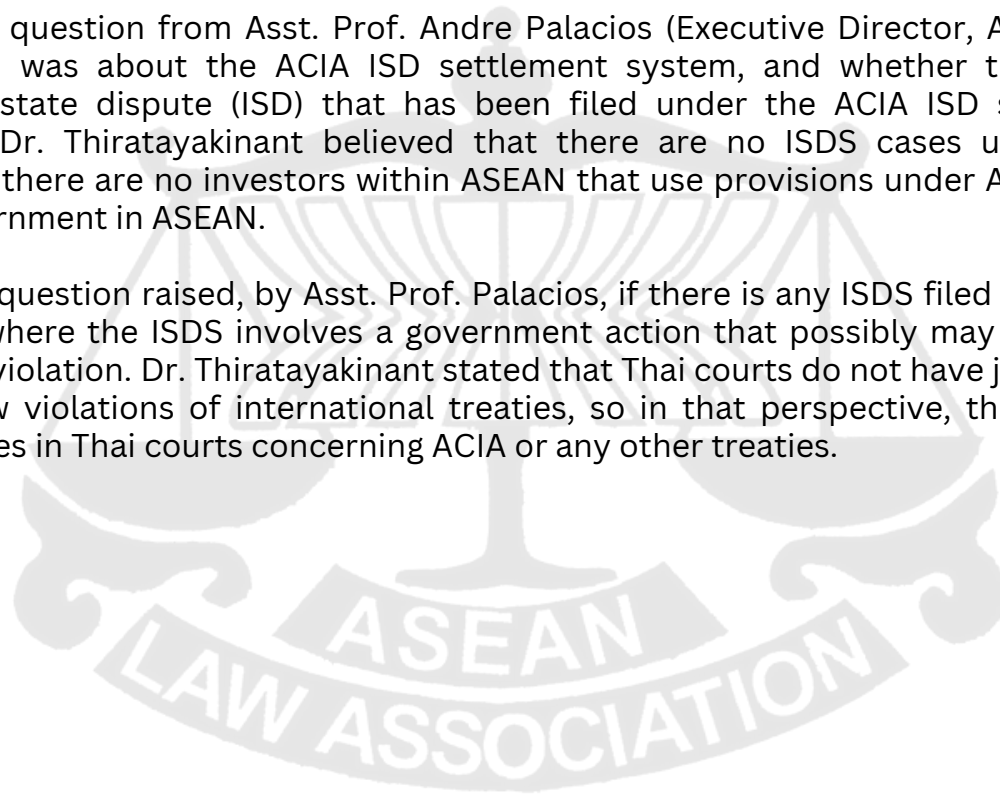 question from Asst. Prof. Andre Palacios (Executive Director, A
was about the ACIA ISD settlement system, and whether t
state dispute (ISD) that has been filed under the ACIA ISD s
Dr. Thiratayakinant believed that there are no ISDS cases u
there are no investors within ASEAN that use provisions under A
rnment in ASEAN.
question raised, by Asst. Prof. Palacios, if there is any ISDS filed
where the ISDS involves a government action that possibly may
violation. Dr. Thiratayakinant stated that Thai courts do not have j
w violations of international treaties, so in that perspective, th
es in Thai courts concerning ACIA or any other treaties.
ASEAN
LAW ASSOCIATION